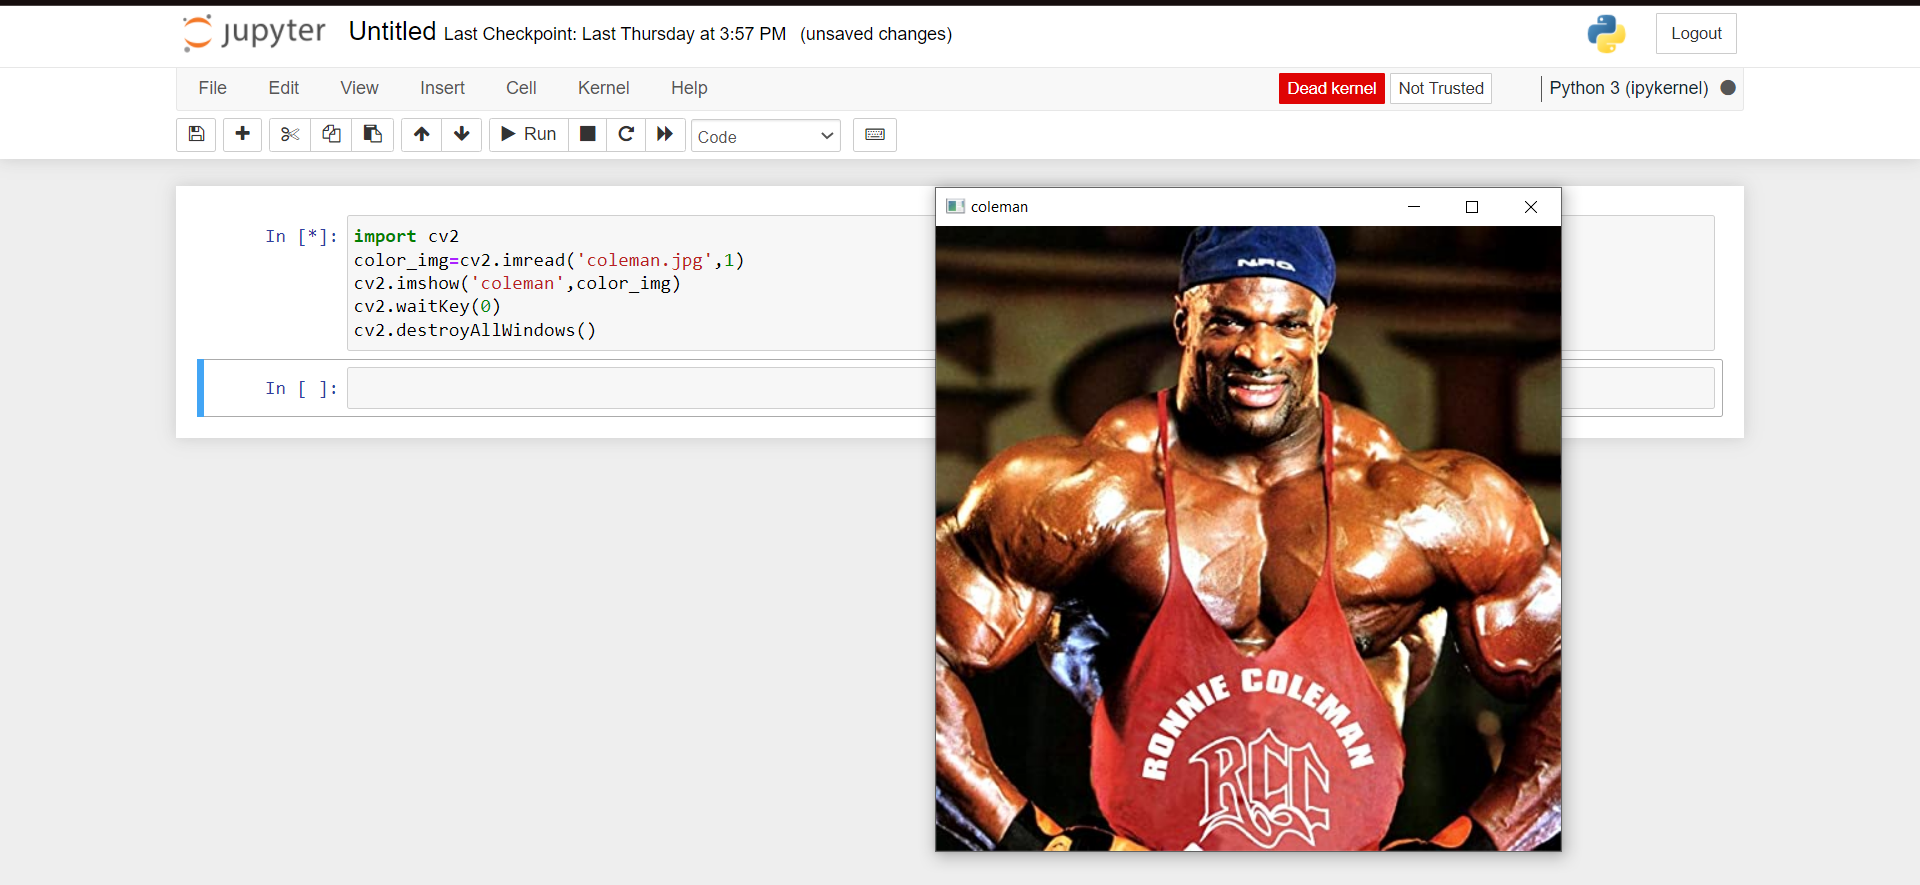 jupyter Untitled Last Checkpoint: Last Thursday at 3:57 PM (unsaved changes)
Logout
File Edit View Insert Cell Kernel Help
Dead kernel Not Trusted Python 3 (ipykernel)
Run Code
In [*]:
import cv2
color_img=cv2.imread('coleman.jpg',1)
cv2.imshow('coleman',color_img)
cv2.waitKey(0)
cv2.destroyAllWindows()
In [ ]:
coleman
NRG
RONNIE COLEMAN
RCC